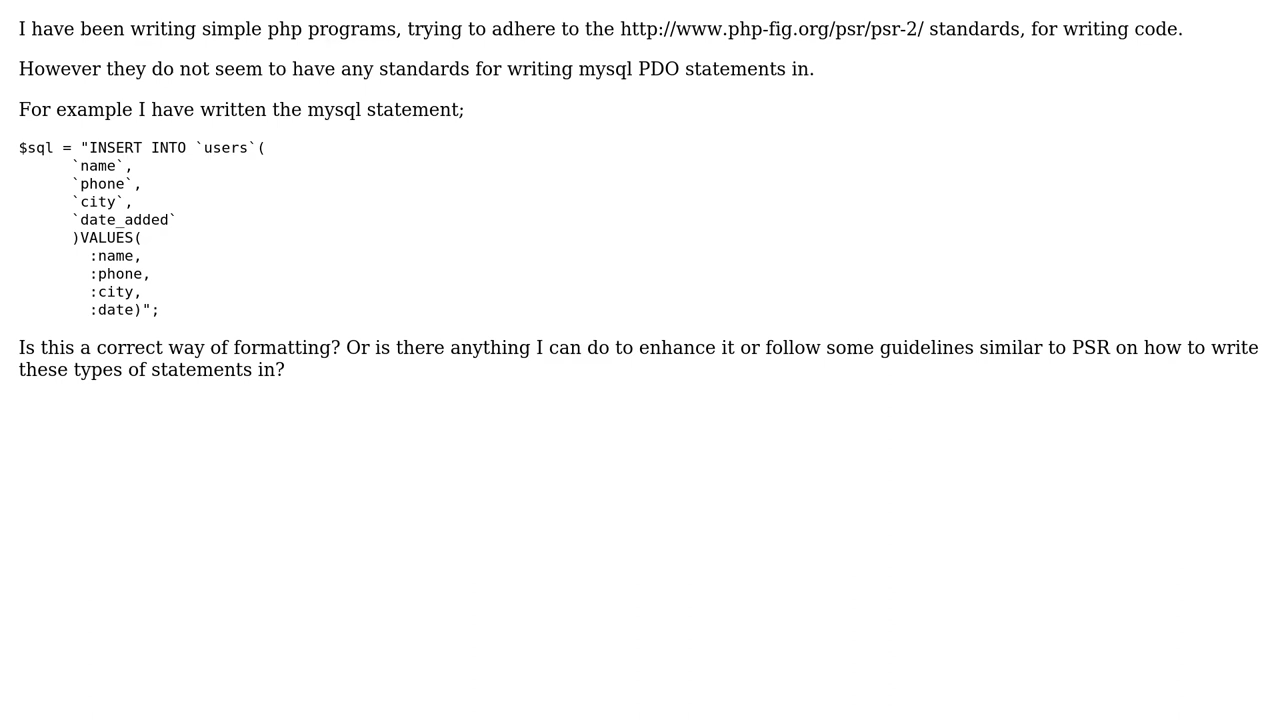 I have been writing simple php programs, trying to adhere to the http://www.php-fig.org/psr/psr-2/ standards, for writing code.
However they do not seem to have any standards for writing mysql PDO statements in.
For example I have written the mysql statement;
$sql = "INSERT INTO `users`(
      `name`,
      `phone`,
      `city`,
      `date_added`
      )VALUES(
        :name,
        :phone,
        :city,
        :date)";
Is this a correct way of formatting? Or is there anything I can do to enhance it or follow some guidelines similar to PSR on how to write
these types of statements in?